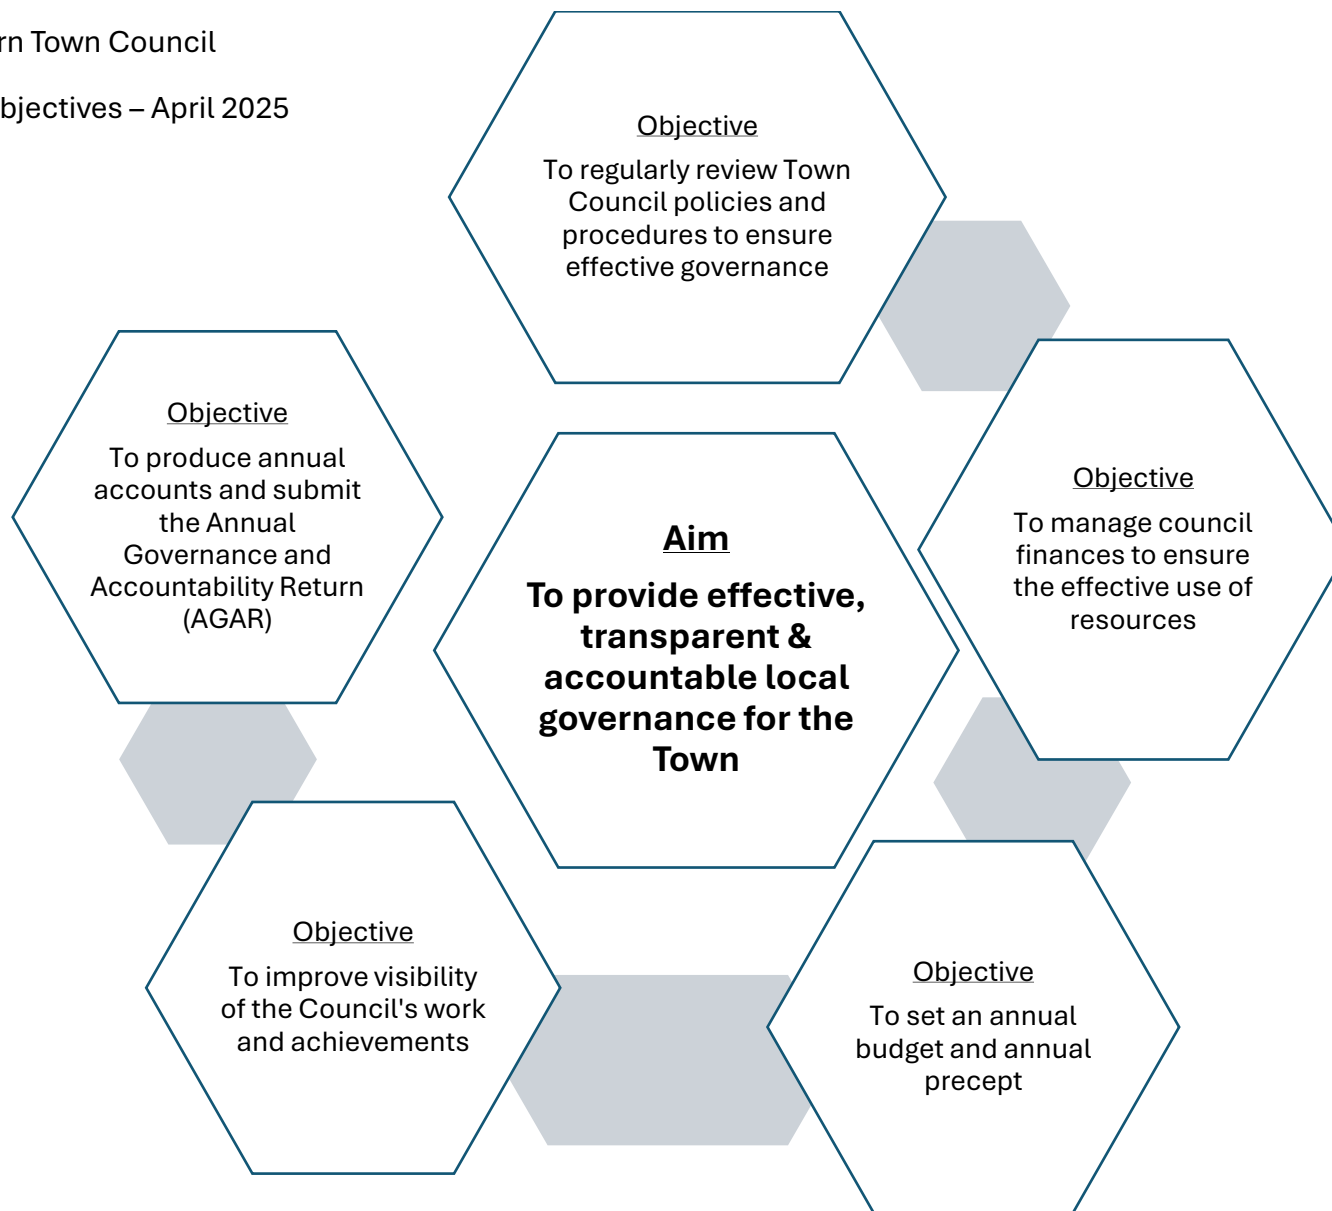 rn Town Council
bjectives – April 2025
Objective
To regularly review Town
Council policies and
procedures to ensure
effective governance
Objective
To produce annual
accounts and submit
the Annual
Governance and
Accountability Return
(AGAR)
Aim
To provide effective,
transparent &
accountable local
governance for the
Town
Objective
To manage council
finances to ensure
the effective use of
resources
Objective
To improve visibility
of the Council's work
and achievements
Objective
To set an annual
budget and annual
precept